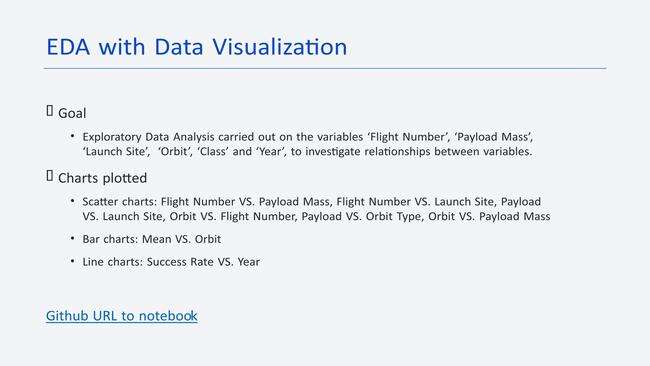 EDA with Data Visualization
Goal
• Exploratory Data Analysis carried out on the variables ‘Flight Number’, ‘Payload Mass’,
‘Launch Site’, ‘Orbit’, ‘Class’ and ‘Year’, to investigate relationships between variables.
Charts plotted
• Scatter charts: Flight Number VS. Payload Mass, Flight Number VS. Launch Site, Payload
VS. Launch Site, Orbit VS. Flight Number, Payload VS. Orbit Type, Orbit VS. Payload Mass
• Bar charts: Mean VS. Orbit
• Line charts: Success Rate VS. Year
Github URL to notebook